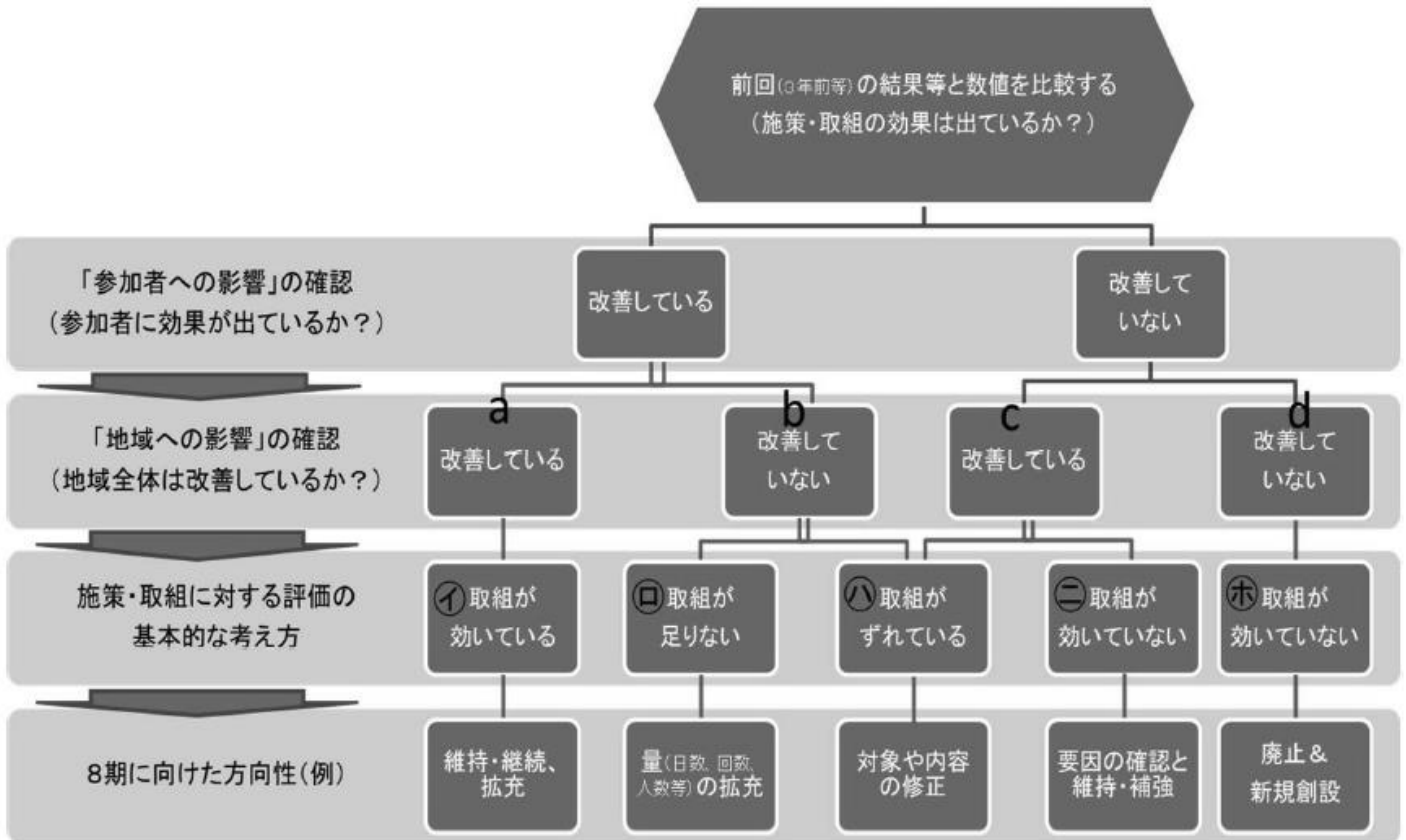 前回(3年前等)の結果等と数値を比較する
(施策・取組の効果は出ているか?)
「参加者への影響」の確認
(参加者に効果が出ているか?)
改善している
改善して
いない
「地域への影響」の確認
(地域全体は改善しているか?)
a
改善している
b
改善して
いない
c
改善している
d
改善して
いない
施策・取組に対する評価の
基本的な考え方
㋑取組が
効いている
㋺取組が
足りない
㋩取組が
ずれている
㋥取組が
効いていない
㋭取組が
効いていない
8期に向けた方向性(例)
維持・継続、
拡充
量(日数、回数、
人数等)の拡充
対象や内容
の修正
要因の確認と
維持・補強
廃止&
新規創設